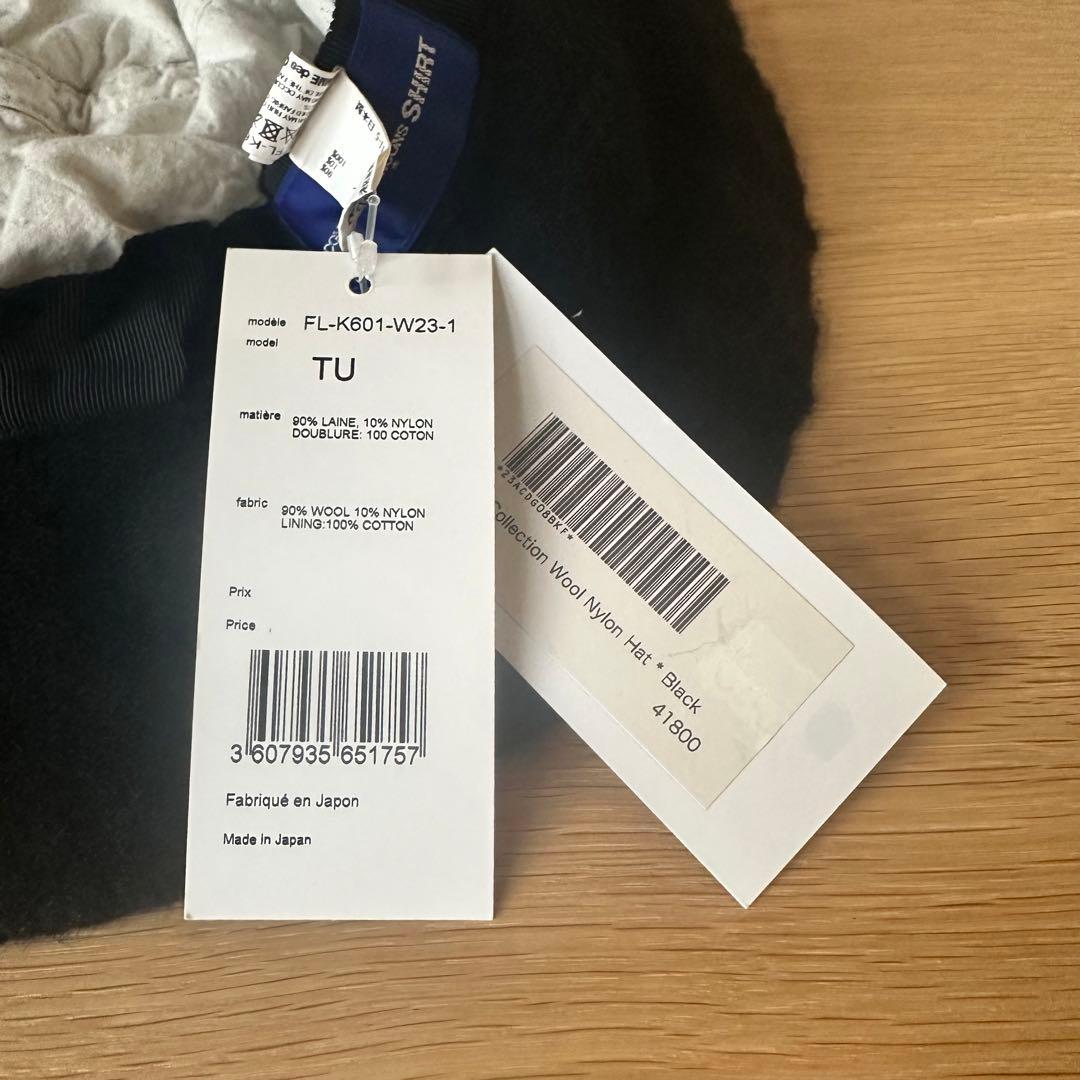 SHIRT
modèle FL-K601-W23-1
model
TU
matière 90% LAINE, 10% NYLON
DOUBLURE: 100 COTON
fabric 90% WOOL 10% NYLON
LINING:100% COTTON
Prix
Price
3 607935 651757
Fabriqué en Japon
Made in Japan
*23ACDG08BKF*
Collection Wool Nylon Hat * Black
41800